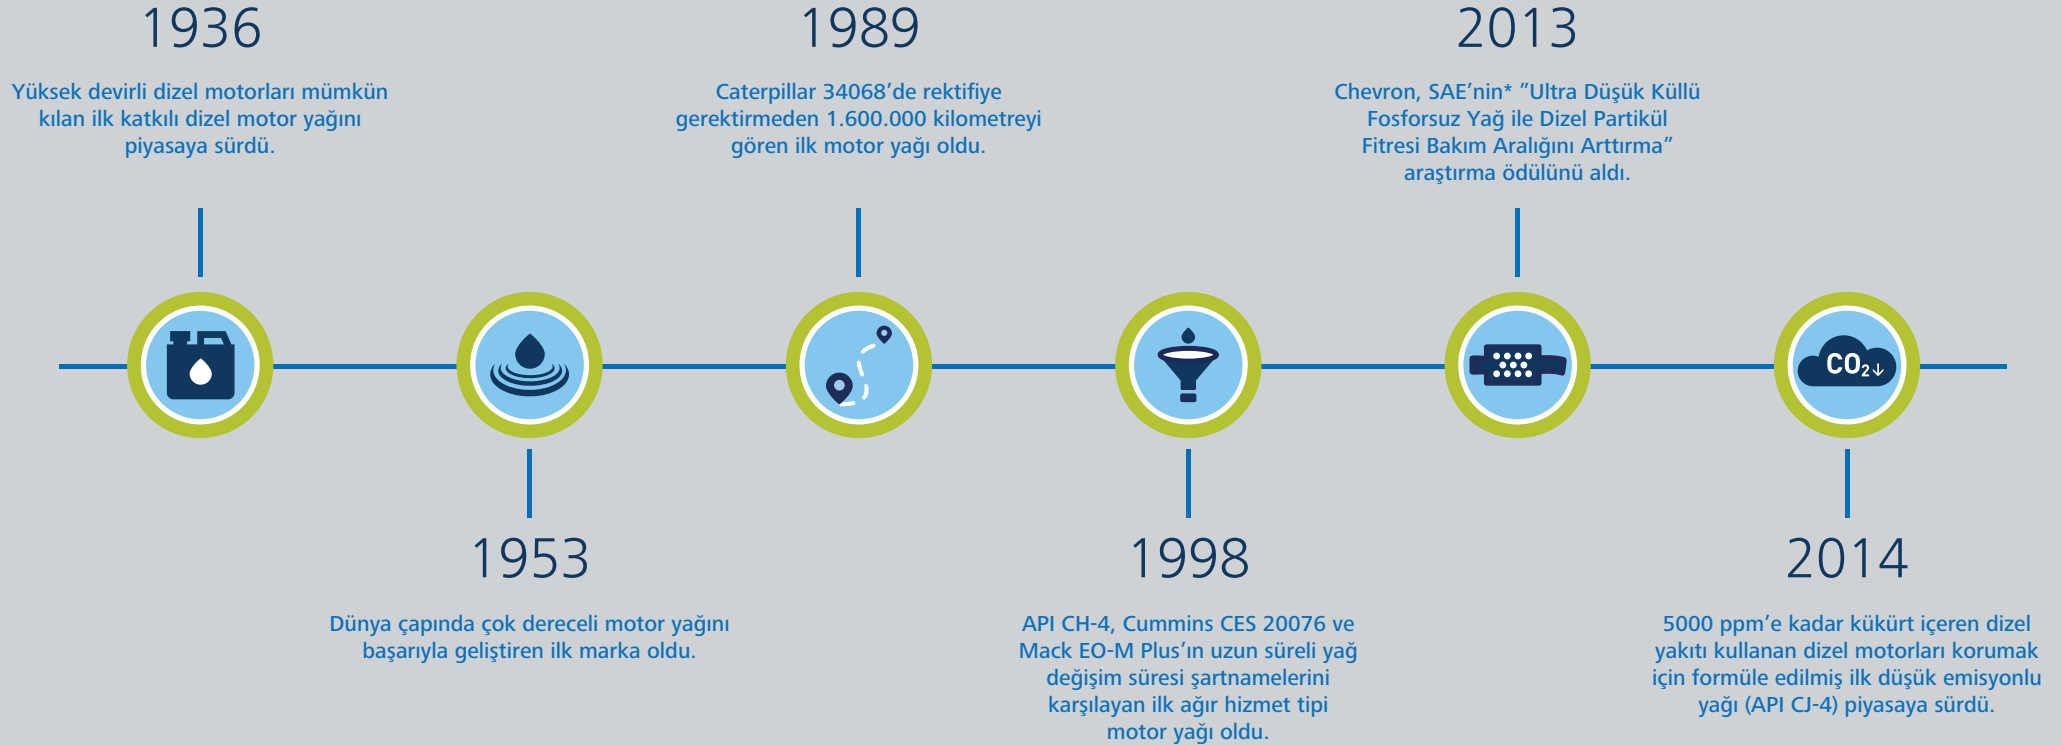 1936
Yüksek devirli dizel motorları mümkün
kılan ilk katkılı dizel motor yağını
piyasaya sürdü.
1953
Dünya çapında çok dereceli motor yağını
başarıyla geliştiren ilk marka oldu.
1989
Caterpillar 34068’de rektifiye
gerektirmeden 1.600.000 kilometreyi
gören ilk motor yağı oldu.
1998
API CH-4, Cummins CES 20076 ve
Mack EO-M Plus’ın uzun süreli yağ
değişim süresi şartnamelerini
karşılayan ilk ağır hizmet tipi
motor yağı oldu.
2013
Chevron, SAE’nin* ”Ultra Düşük Küllü
Fosforsuz Yağ ile Dizel Partikül
Fitresi Bakım Aralığını Arttırma”
araştırma ödülünü aldı.
CO₂↓
2014
5000 ppm’e kadar kükürt içeren dizel
yakıtı kullanan dizel motorları korumak
için formüle edilmiş ilk düşük emisyonlu
yağı (API CJ-4) piyasaya sürdü.